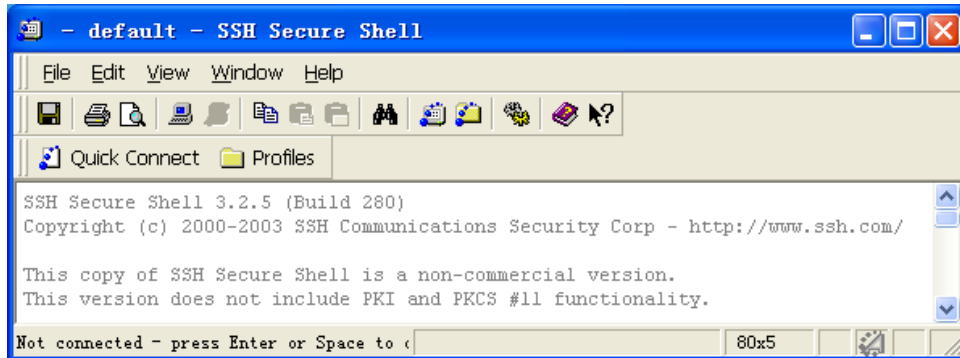 - default - SSH Secure Shell
File Edit View Window Help
Quick Connect Profiles
SSH Secure Shell 3.2.5 (Build 280)
Copyright (c) 2000-2003 SSH Communications Security Corp - http://www.ssh.com/
This copy of SSH Secure Shell is a non-commercial version.
This version does not include PKI and PKCS #11 functionality.
Not connected - press Enter or Space to 80x5